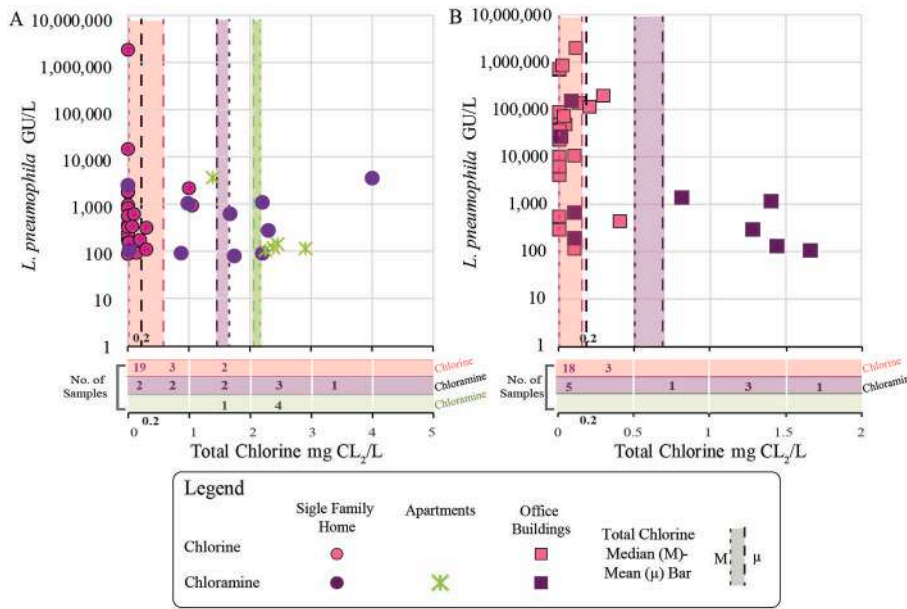 A
B
10,000,000
1,000,000
100,000
10,000
1,000
100
10
1
L. pneumophila GU/L
0.2
No. of
Samples
19 3 2 Chlorine
2 2 2 3 1 Chloramine
1 4 Chloramine
0 0.2 1 2 3 4 5
Total Chlorine mg CL2/L
10,000,000
1,000,000
100,000
10,000
1,000
100
10
1
L. pneumophila GU/L
0.2
No. of
Samples
18 3 Chlorine
5 1 3 1 Chloramine
0 0.2 0.5 1 1.5 2
Total Chlorine mg CL2/L
Legend
Sigle Family
Home
Apartments
Office
Buildings
Chlorine
Chloramine
Total Chlorine
Median (M)-
Mean (μ) Bar
M
μ